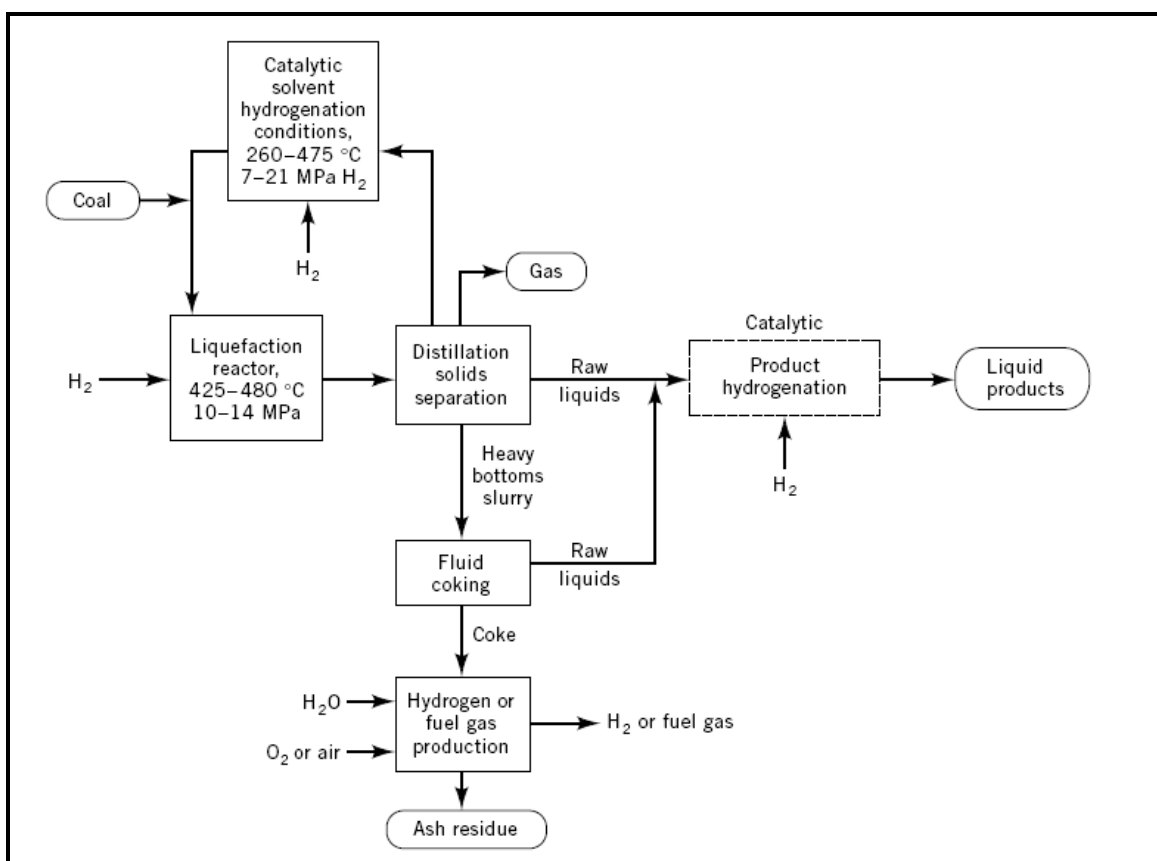 Catalytic
solvent
hydrogenation
conditions,
260–475 °C
7–21 MPa H₂
Coal
H₂
Gas
Liquefaction
reactor,
425–480 °C
10–14 MPa
H₂
Distillation
solids
separation
Raw
liquids
Catalytic
Product
hydrogenation
Liquid
products
H₂
Heavy
bottoms
slurry
Fluid
coking
Raw
liquids
Coke
H₂O
O₂ or air
Hydrogen or
fuel gas
production
H₂ or fuel gas
Ash residue